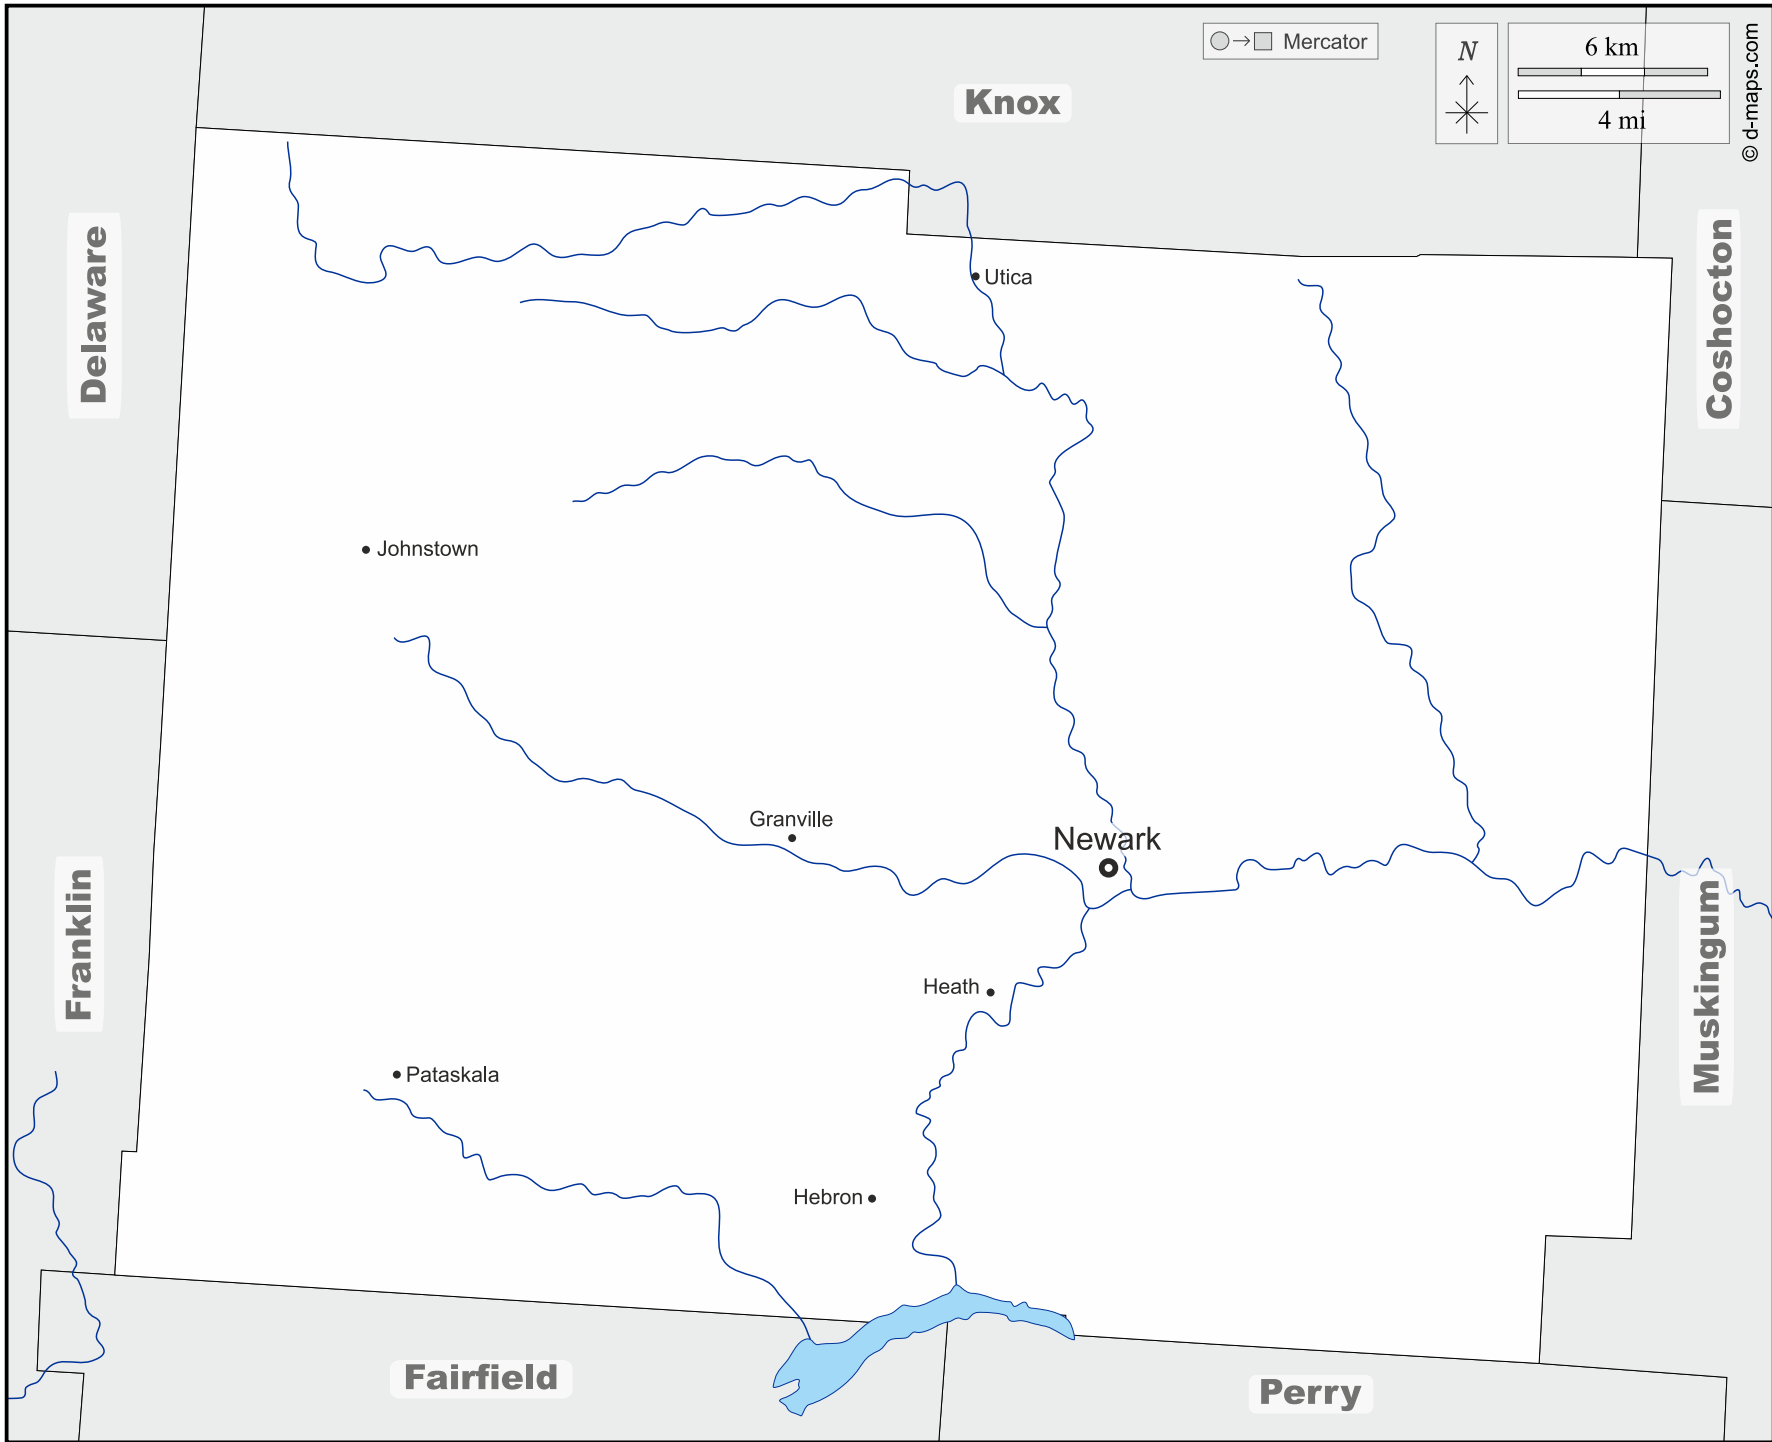 Mercator
N
6 km
4 mi
© d-maps.com
Knox
Delaware
Coshocton
Utica
Johnstown
Granville
Newark
Franklin
Muskingum
Heath
Pataskala
Hebron
Fairfield
Perry